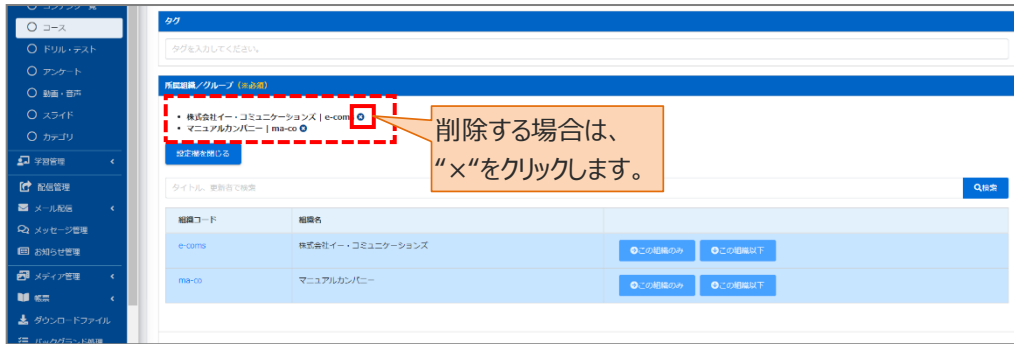 コース
ドリル・テスト
アンケート
動画・音声
スライド
カテゴリ
学習管理
配信管理
メール配信
メッセージ管理
お知らせ管理
メディア管理
帳票
ダウンロードファイル
バックグランド処理
タグ
タグを入力してください。
所属組織/グループ（※必須）
株式会社イー・コミュニケーションズ | e-coms
マニュアルカンパニー | ma-co
削除する場合は、
“×“をクリックします。
設定欄を閉じる
タイトル、更新者で検索
検索
組織コード 組織名
e-coms 株式会社イー・コミュニケーションズ この組織のみ この組織以下
ma-co マニュアルカンパニー この組織のみ この組織以下